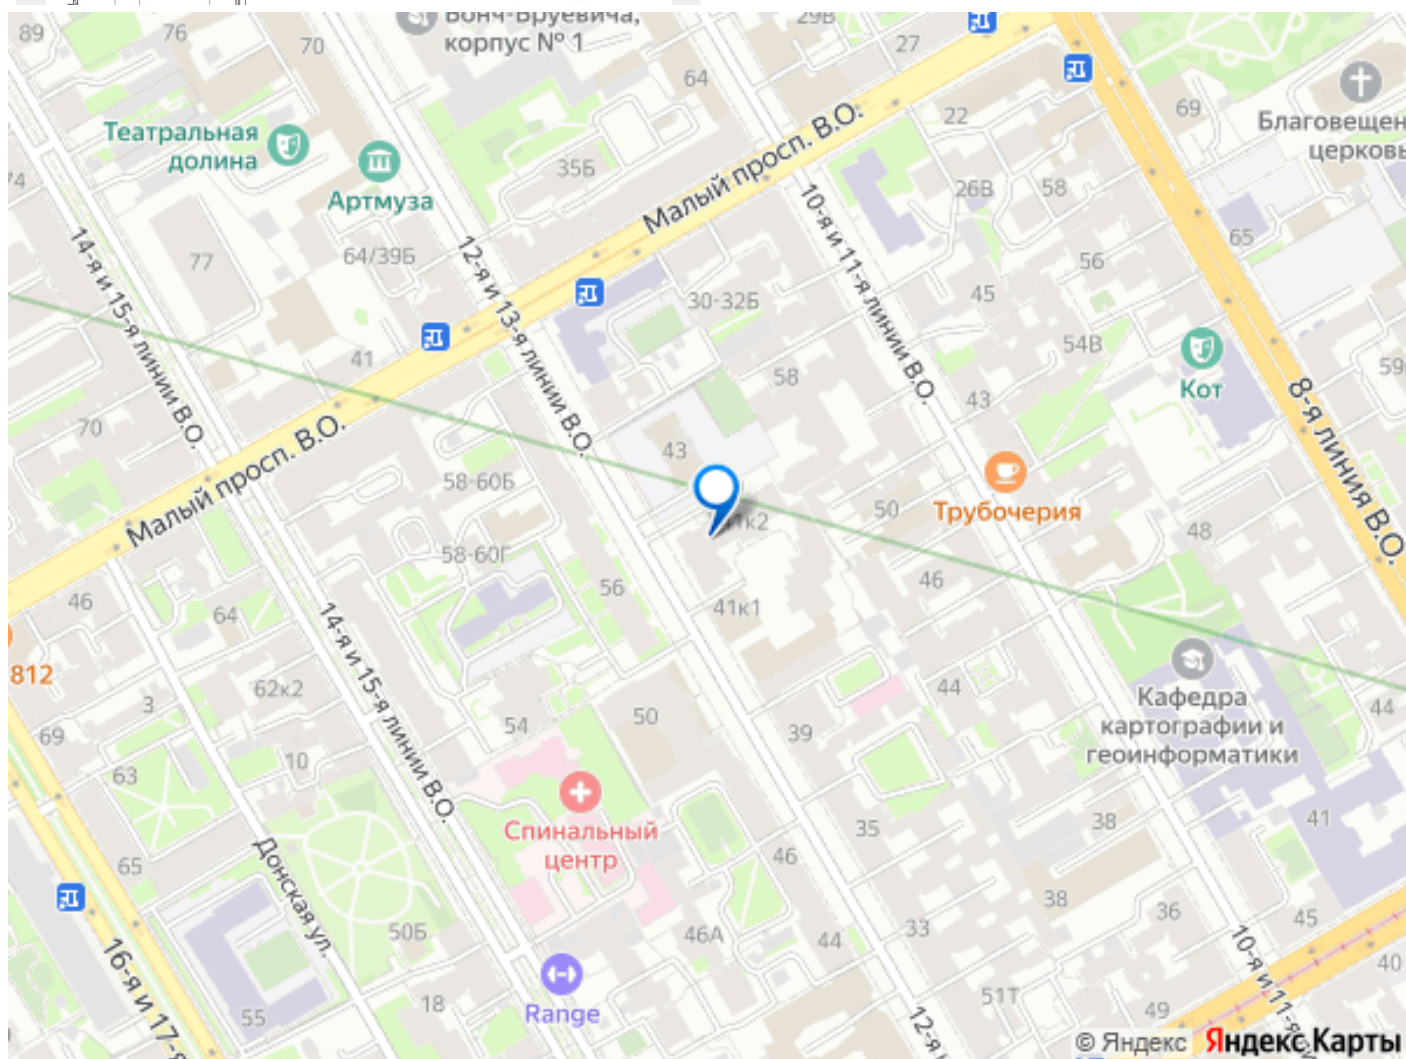 Бонч-Бруевича,
корпус № 1
29В
89
76
70
27
64
22
69
Благовещен
церковь
Театральная
долина
Артмуза
35Б
Малый просп. В.О.
26В
58
74
77
64/39Б
14-я и 15-я линии В.О.
12-я и 13-я линии В.О.
10-я и 11-я линии В.О.
65
56
45
30-32Б
54В
Кот
41
58
43
8-я линия В.О.
70
Малый просп. В.О.
43
58-60Б
Трубочерия
50
41к2
48
58-60Г
56
46
41к1
46
64
14-я и 15-я линии В.О.
812
62к2
3
54
50
39
44
Кафедра
картографии и
геоинформатики
44
69
63
10
Спинальный
центр
35
38
41
65
46
Донская ул.
50Б
46А
44
33
38
36
45
16-я и 17-я
55
18
Range
51Т
49
40
10-я и 11-я
12-я и
© Яндекс
Яндекс Карты